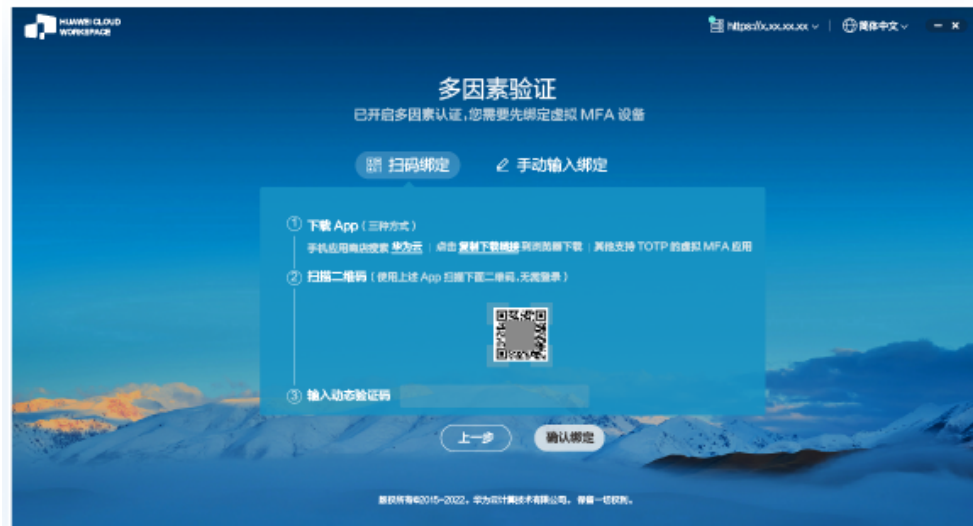 HUAWEI CLOUD
WORKSPACE
https://x.xx.xx.xx
简体中文
多因素验证
已开启多因素认证,您需要先绑定虚拟 MFA 设备
扫码绑定
手动输入绑定
① 下载 App(三种方式)
手机应用商店搜索 华为云 | 点击 复制下载链接 到浏览器下载 | 其他支持 TOTP 的虚拟 MFA 应用
② 扫描二维码(使用上述 App 扫描下面二维码,无需登录)
③ 输入动态验证码
上一步
确认绑定
版权所有©2015-2022。华为云计算技术有限公司。保留一切权利。